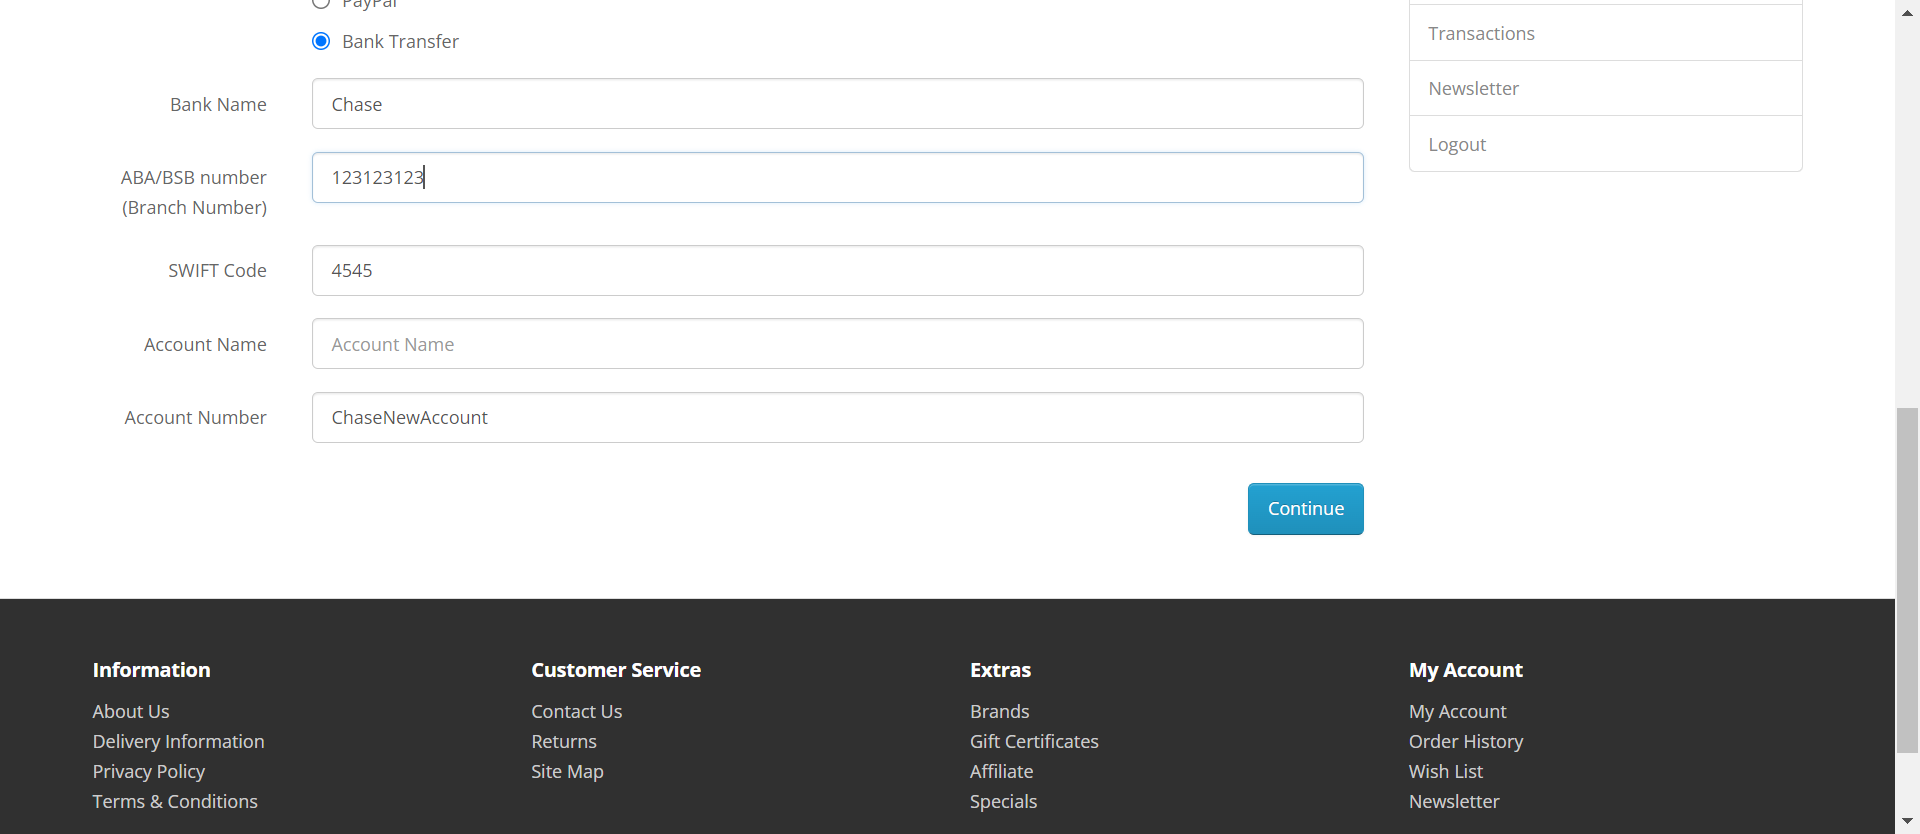 PayPal
Bank Transfer
Bank Name
Chase
ABA/BSB number
(Branch Number)
123123123
SWIFT Code
4545
Account Name
Account Name
Account Number
ChaseNewAccount
Continue
Transactions
Newsletter
Logout
Information
About Us
Delivery Information
Privacy Policy
Terms & Conditions
Customer Service
Contact Us
Returns
Site Map
Extras
Brands
Gift Certificates
Affiliate
Specials
My Account
My Account
Order History
Wish List
Newsletter